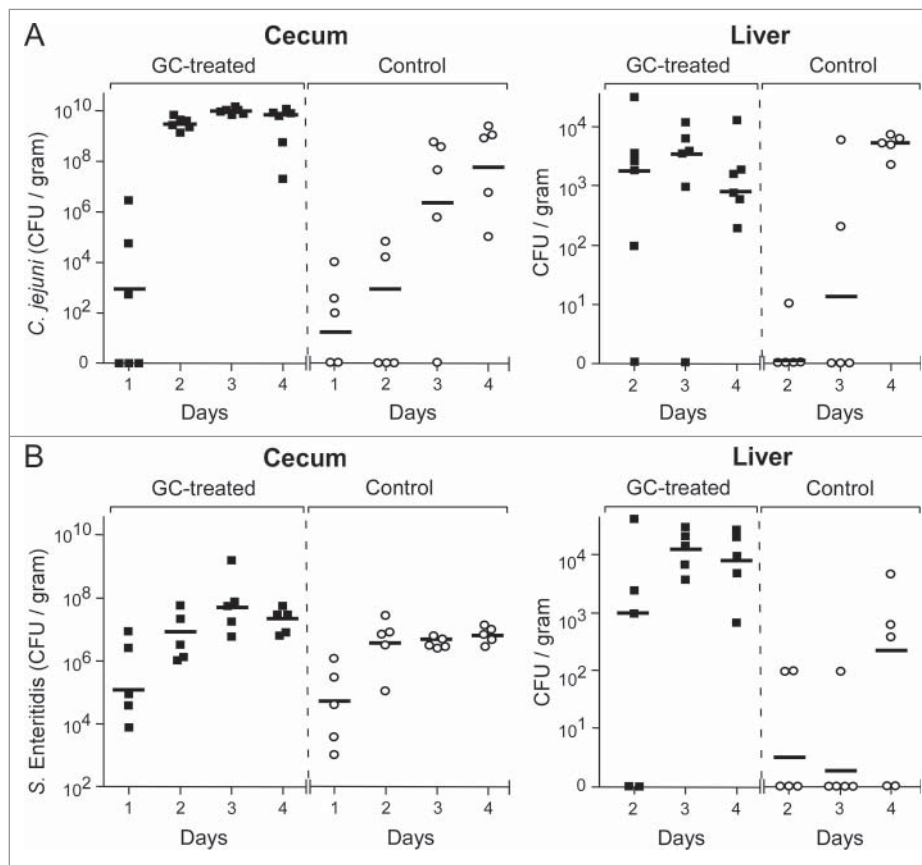 A
Cecum
Liver
GC-treated
Control
GC-treated
Control
C. jejuni (CFU / gram)
10^10
10^8
10^6
10^4
10^2
0
CFU / gram
10^4
10^3
10^2
10^1
0
1 2 3 4 1 2 3 4 2 3 4 2 3 4
Days Days Days Days
B
Cecum
Liver
GC-treated
Control
GC-treated
Control
S. Enteritidis (CFU / gram)
10^10
10^8
10^6
10^4
10^2
CFU / gram
10^4
10^3
10^2
10^1
0
1 2 3 4 1 2 3 4 2 3 4 2 3 4
Days Days Days Days